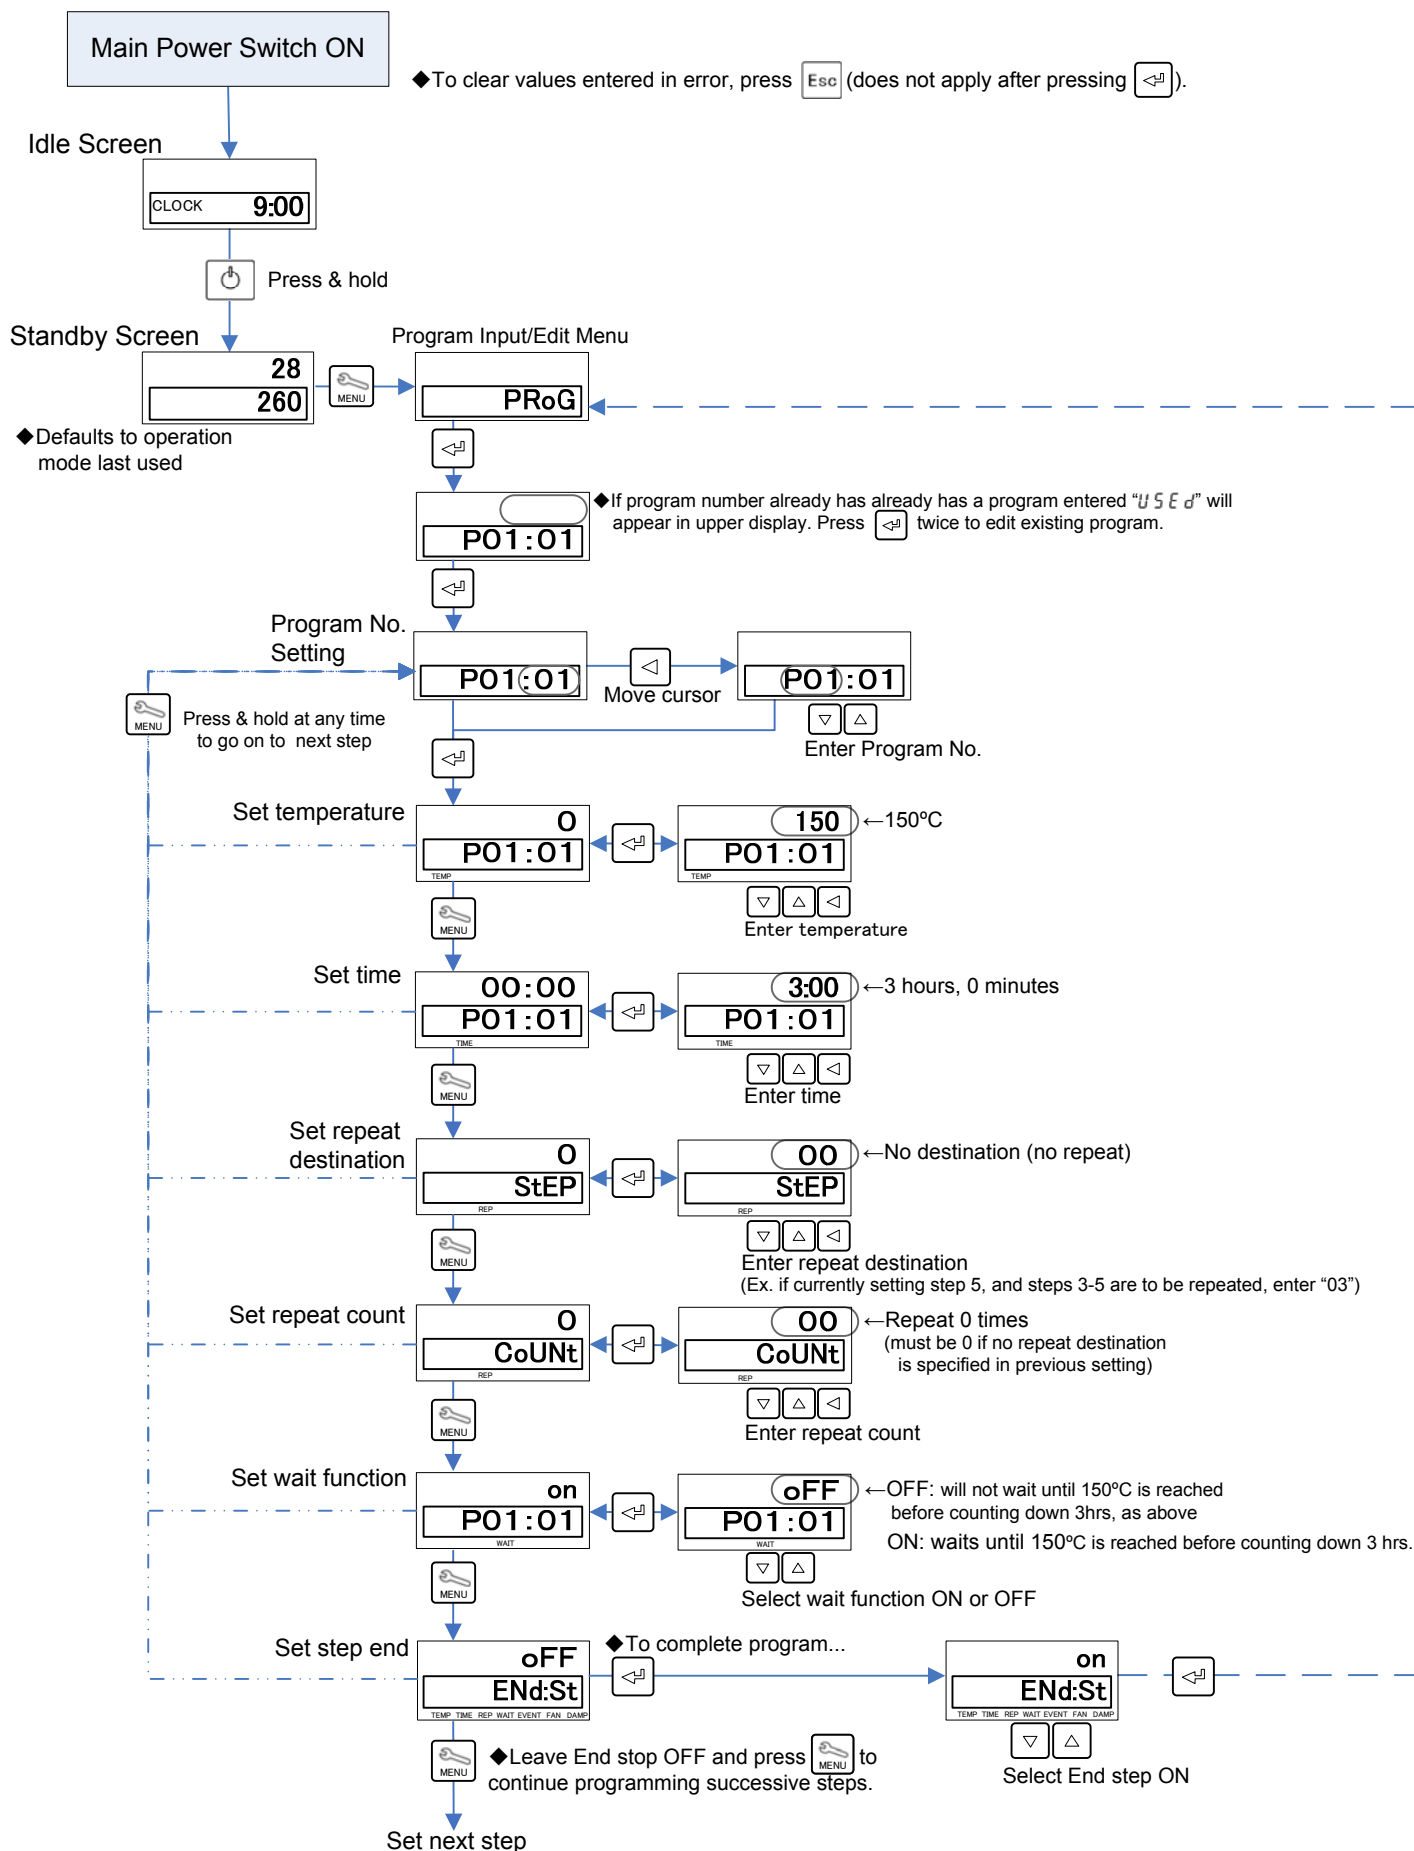 Main Power Switch ON
◆To clear values entered in error, press Esc (does not apply after pressing ).
Idle Screen
CLOCK 9:00
Press & hold
Standby Screen
28
260
◆Defaults to operation
mode last used
MENU
Program Input/Edit Menu
PRoG
◆If program number already has already has a program entered “USEd” will
appear in upper display. Press twice to edit existing program.
P01:01
Program No.
Setting
P01:01
Move cursor
P01:01
Enter Program No.
MENU
Press & hold at any time
to go on to next step
Set temperature
0
P01:01
TEMP
150
P01:01
TEMP
←150ºC
Enter temperature
MENU
Set time
00:00
P01:01
TIME
3:00
P01:01
TIME
←3 hours, 0 minutes
Enter time
MENU
Set repeat
destination
0
StEP
REP
00
StEP
REP
←No destination (no repeat)
Enter repeat destination
(Ex. if currently setting step 5, and steps 3-5 are to be repeated, enter “03”)
MENU
Set repeat count
0
CoUNt
REP
00
CoUNt
REP
←Repeat 0 times
(must be 0 if no repeat destination
is specified in previous setting)
Enter repeat count
MENU
Set wait function
on
P01:01
WAIT
oFF
P01:01
WAIT
←OFF: will not wait until 150ºC is reached
before counting down 3hrs, as above
ON: waits until 150ºC is reached before counting down 3 hrs.
Select wait function ON or OFF
MENU
Set step end
oFF
ENd:St
TEMP TIME REP WAIT EVENT FAN DAMP
◆To complete program...
on
ENd:St
TEMP TIME REP WAIT EVENT FAN DAMP
Select End step ON
MENU
◆Leave End stop OFF and press MENU to
continue programming successive steps.
Set next step